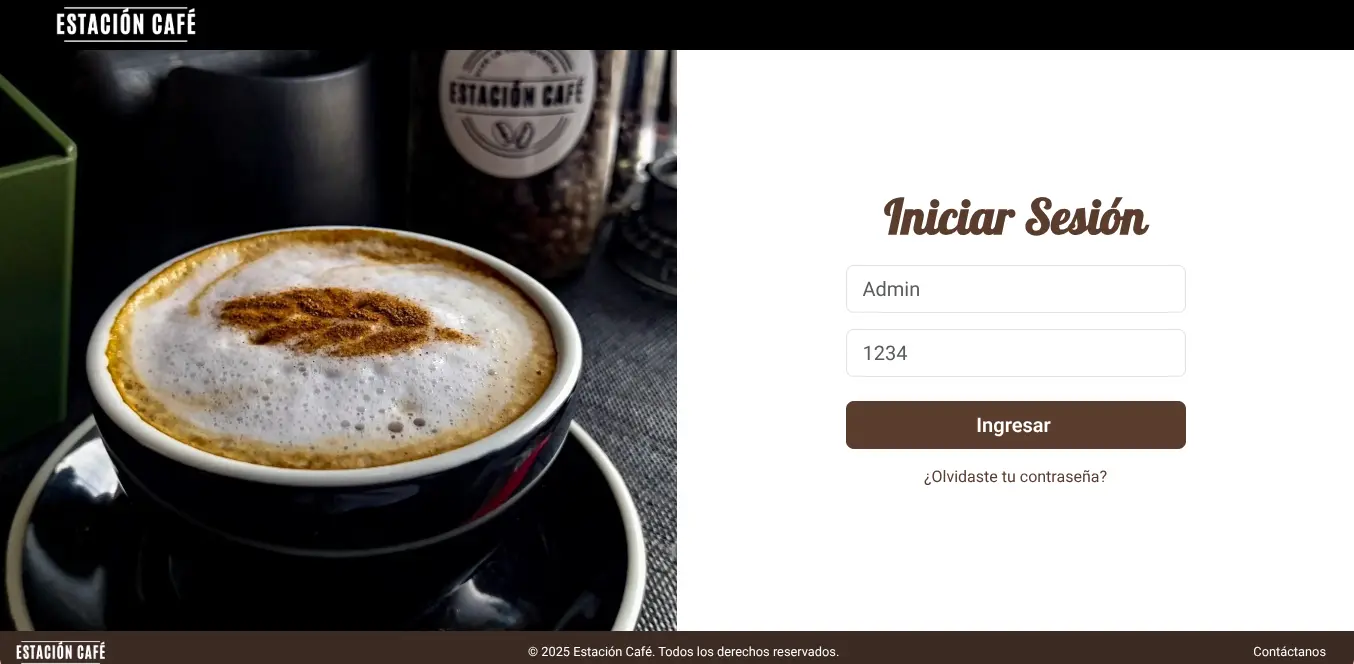 ESTACIÓN CAFÉ
ESTACIÓN CAFÉ
Iniciar Sesión
Admin
1234
Ingresar
¿Olvidaste tu contraseña?
ESTACIÓN CAFÉ
© 2025 Estación Café. Todos los derechos reservados.
Contáctanos